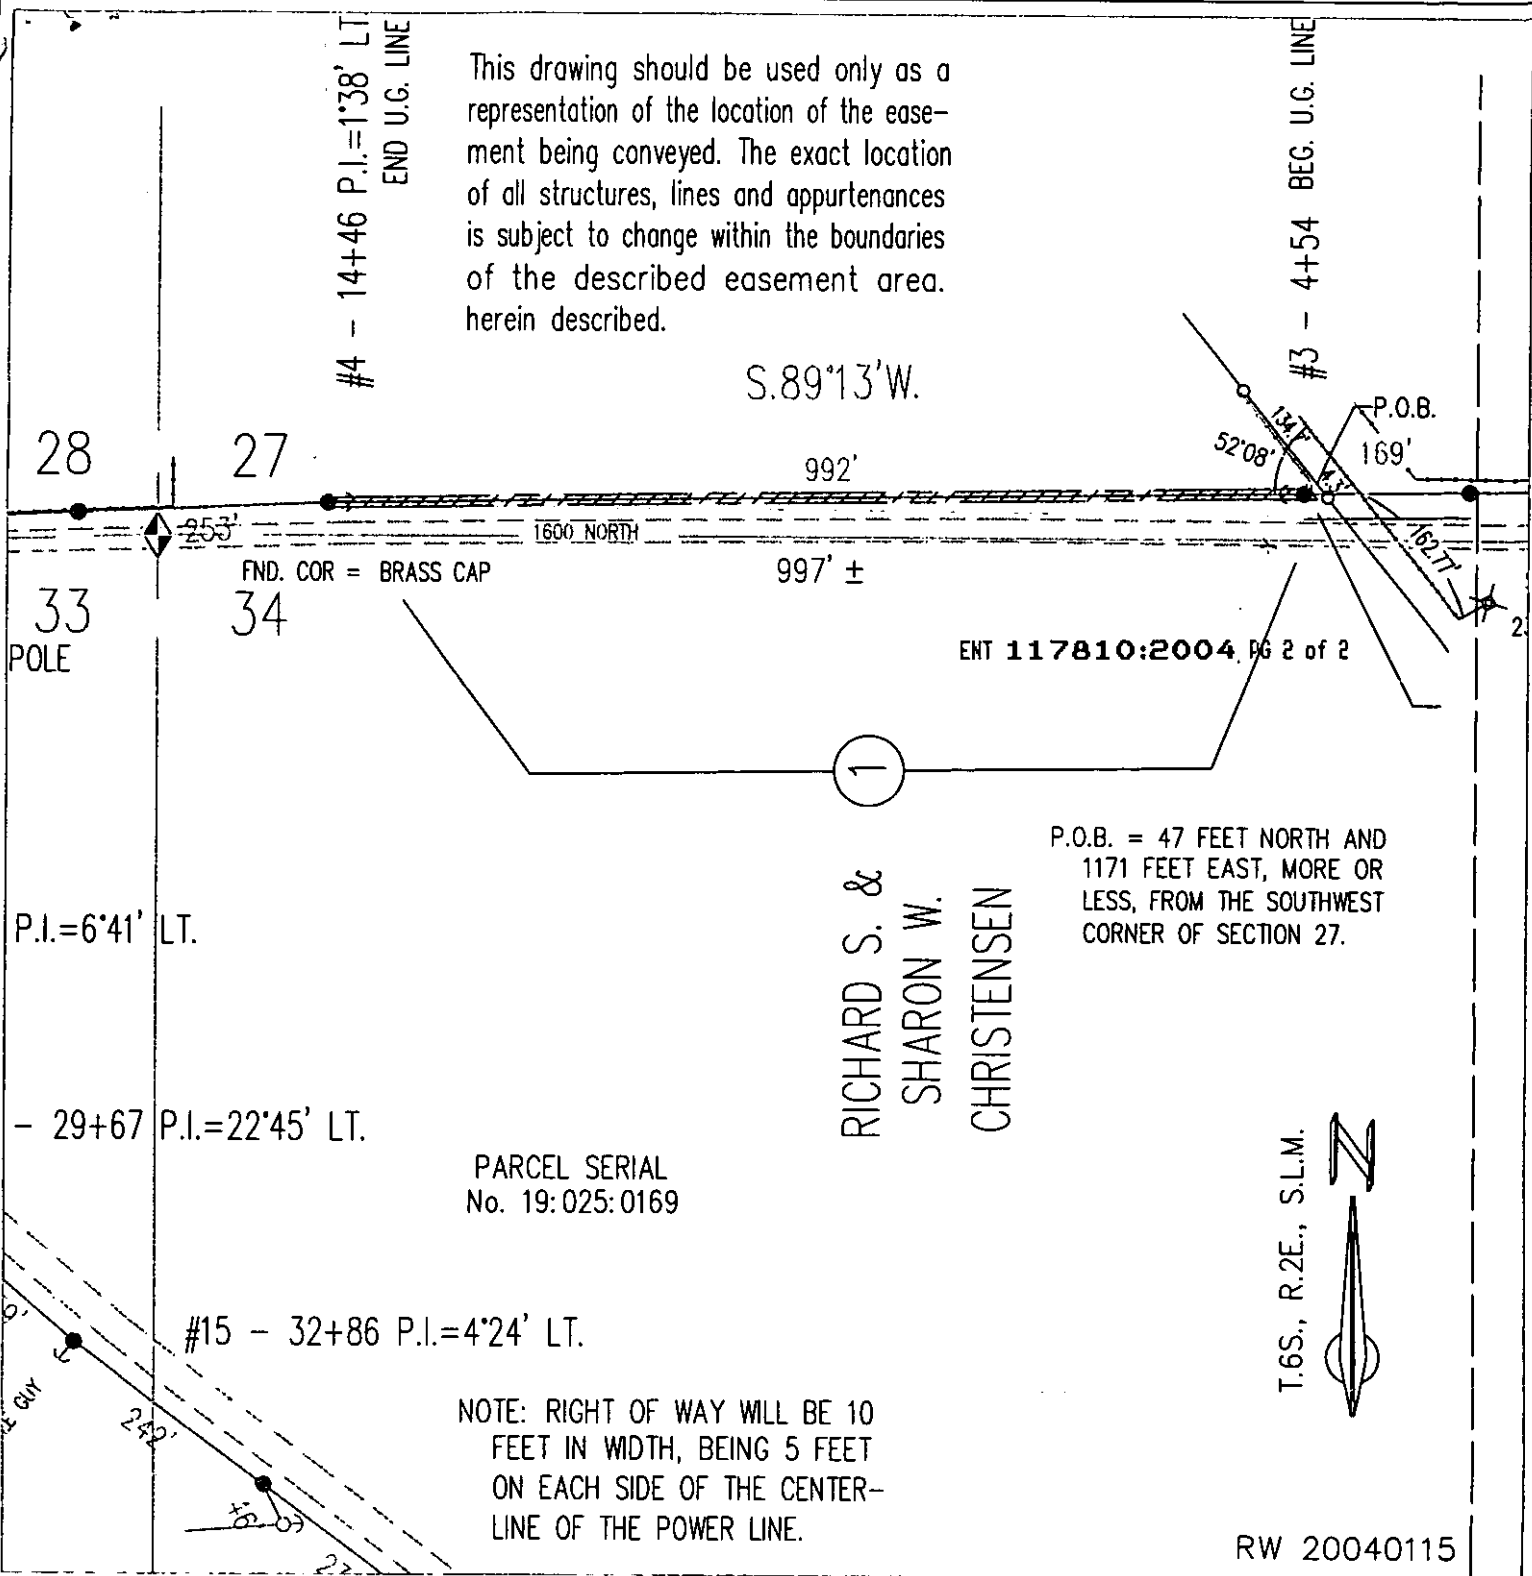 #4 - 14+46 P.I.=1°38' LT
END U.G. LINE
This drawing should be used only as a
representation of the location of the ease-
ment being conveyed. The exact location
of all structures, lines and appurtenances
is subject to change within the boundaries
of the described easement area.
herein described.
#3 - 4+54 BEG. U.G. LINE
S.89°13'W.
P.O.B.
52°08'
169'
28
27
992'
253'
1600 NORTH
162.77'
FND. COR = BRASS CAP
997' ±
33
34
POLE
ENT 117810:2004 PG 2 of 2
1
RICHARD S. &
SHARON W.
CHRISTENSEN
P.O.B. = 47 FEET NORTH AND
1171 FEET EAST, MORE OR
LESS, FROM THE SOUTHWEST
CORNER OF SECTION 27.
P.I.=6°41' LT.
- 29+67 P.I.=22°45' LT.
PARCEL SERIAL
No. 19:025:0169
N
T.6S., R.2E., S.L.M.
#15 - 32+86 P.I.=4°24' LT.
GUY
242'
NOTE: RIGHT OF WAY WILL BE 10
FEET IN WIDTH, BEING 5 FEET
ON EACH SIDE OF THE CENTER-
LINE OF THE POWER LINE.
RW 20040115